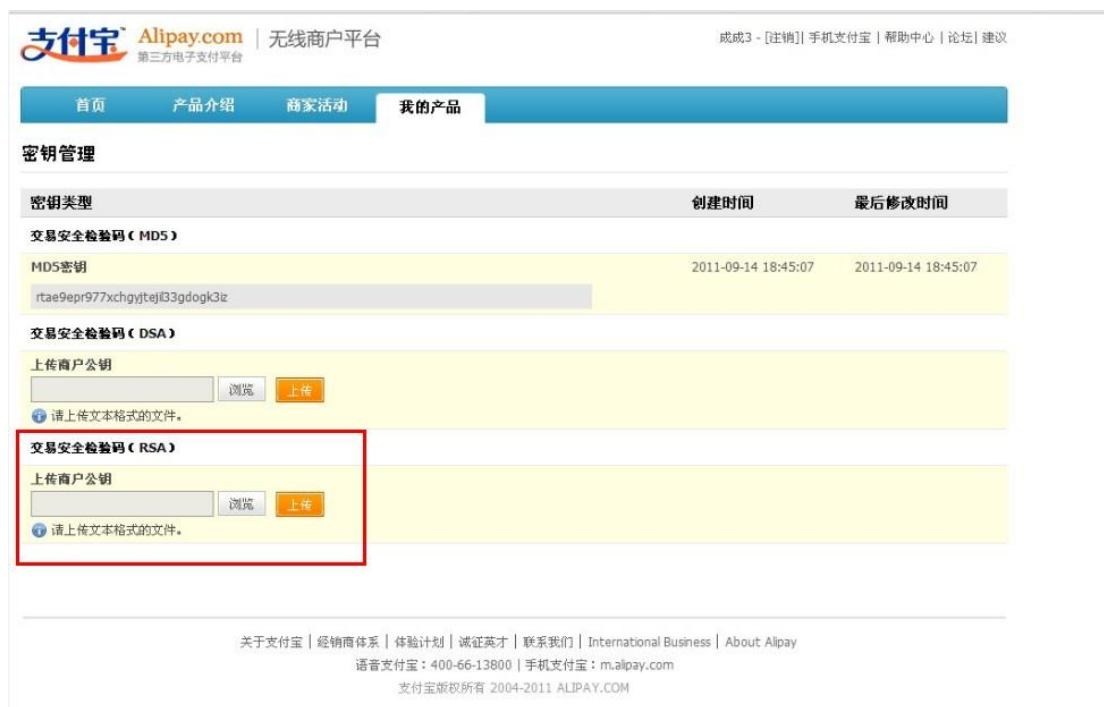 支付宝 Alipay.com 无线商户平台
第三方电子支付平台
成成3 - [注销]| 手机支付宝 | 帮助中心 | 论坛| 建议
首页 产品介绍 商家活动 我的产品
密钥管理
密钥类型 创建时间 最后修改时间
交易安全检验码(MD5)
MD5密钥 2011-09-14 18:45:07 2011-09-14 18:45:07
rtae9epr977xchgyjtejil33gdogk3iz
交易安全检验码(DSA)
上传商户公钥
浏览 上传
请上传文本格式的文件。
交易安全检验码(RSA)
上传商户公钥
浏览 上传
请上传文本格式的文件。
关于支付宝 | 经销商体系 | 体验计划 | 诚征英才 | 联系我们 | International Business | About Alipay
语音支付宝:400-66-13800 | 手机支付宝:m.alipay.com
支付宝版权所有 2004-2011 ALIPAY.COM